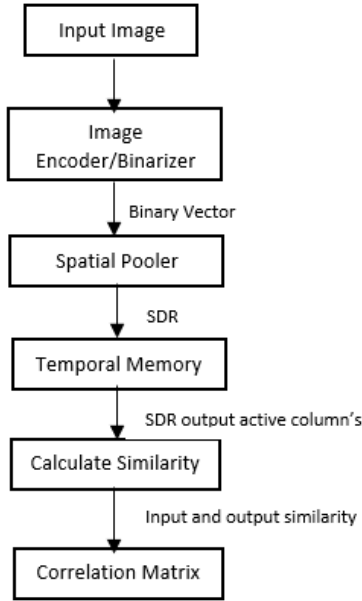 Input Image
Image
Encoder/Binarizer
Binary Vector
Spatial Pooler
SDR
Temporal Memory
SDR output active column's
Calculate Similarity
Input and output similarity
Correlation Matrix